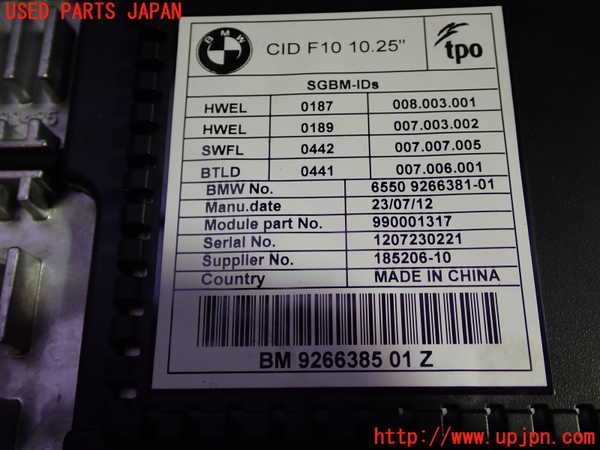 USED PARTS JAPAN
BMW
CID F10 10.25"
tpo
SGBM-IDs
HWEL 0187 008.003.001
HWEL 0189 007.003.002
SWFL 0442 007.007.005
BTLD 0441 007.006.001
BMW No. 6550 9266381-01
Manu.date 23/07/12
Module part No. 990001317
Serial No. 1207230221
Supplier No. 185206-10
Country MADE IN CHINA
BM 9266385 01 Z
http://www.upjpn.com/